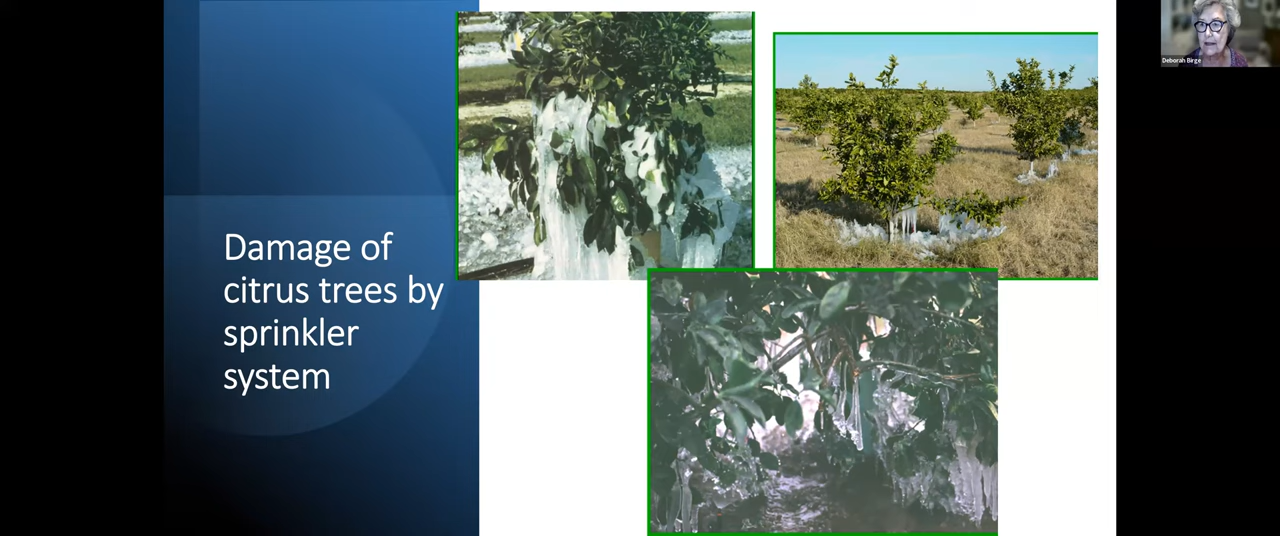 Damage of
citrus trees by
sprinkler
system
Deborah Birge